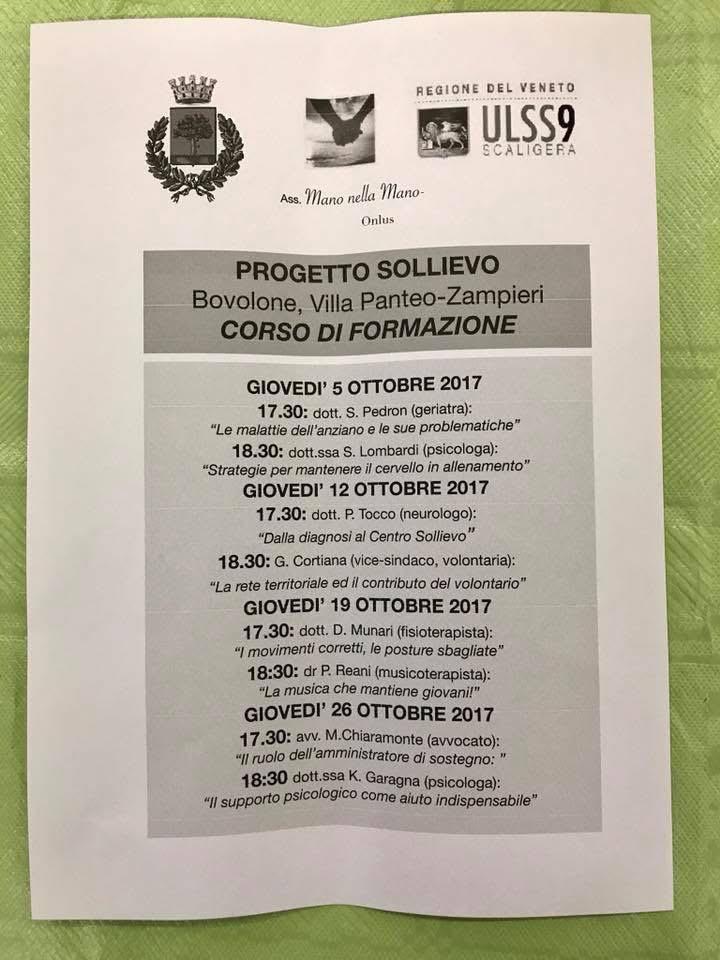 REGIONE DEL VENETO
ULSS9
SCALIGERA
Ass. Mano nella Mano-
Onlus
PROGETTO SOLLIEVO
Bovolone, Villa Panteo-Zampieri
CORSO DI FORMAZIONE
GIOVEDI' 5 OTTOBRE 2017
17.30: dott. S. Pedron (geriatra):
"Le malattie dell'anziano e le sue problematiche"
18.30: dott.ssa S. Lombardi (psicologa):
"Strategie per mantenere il cervello in allenamento"
GIOVEDI' 12 OTTOBRE 2017
17.30: dott. P. Tocco (neurologo):
"Dalla diagnosi al Centro Sollievo"
18.30: G. Cortiana (vice-sindaco, volontaria):
"La rete territoriale ed il contributo del volontario"
GIOVEDI' 19 OTTOBRE 2017
17.30: dott. D. Munari (fisioterapista):
"I movimenti corretti, le posture sbagliate"
18:30: dr P. Reani (musicoterapista):
"La musica che mantiene giovani!"
GIOVEDI' 26 OTTOBRE 2017
17.30: avv. M.Chiaramonte (avvocato):
"Il ruolo dell'amministratore di sostegno: "
18:30 dott.ssa K. Garagna (psicologa):
"Il supporto psicologico come aiuto indispensabile"